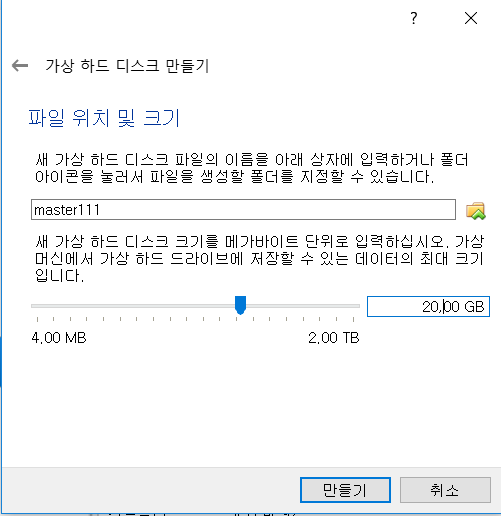 ?
가상 하드 디스크 만들기
파일 위치 및 크기
새 가상 하드 디스크 파일의 이름을 아래 상자에 입력하거나 폴더
아이콘을 눌러서 파일을 생성할 폴더를 지정할 수 있습니다.
master111
새 가상 하드 디스크 크기를 메가바이트 단위로 입력하십시오. 가상
머신에서 가상 하드 드라이브에 저장할 수 있는 데이터의 최대 크기
입니다.
20,00 GB
4,00 MB 2,00 TB
만들기 취소